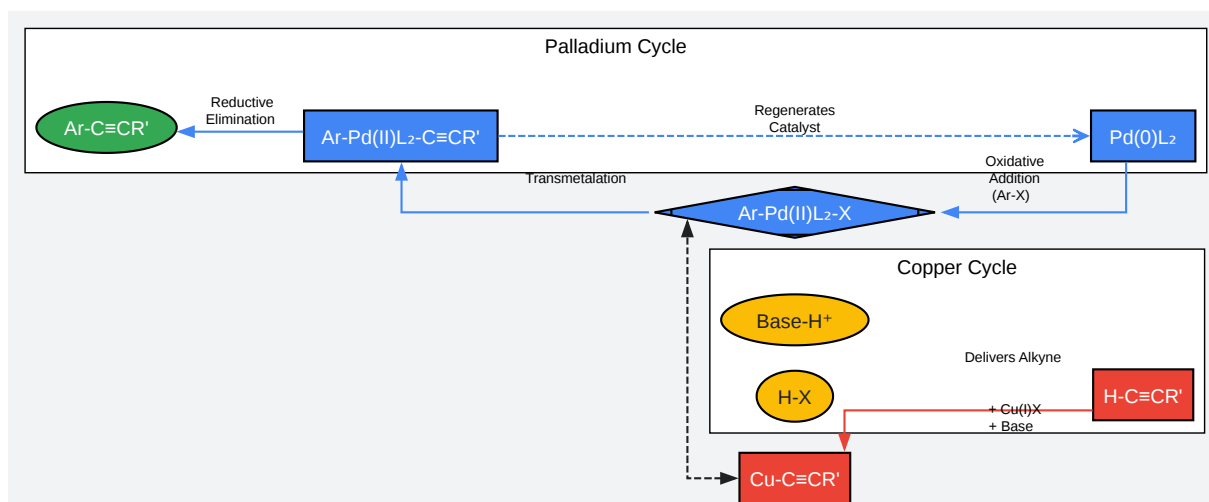 Palladium Cycle
Ar-C≡CR'
Reductive
Elimination
Ar-Pd(II)L₂-C≡CR'
Regenerates
Catalyst
Pd(0)L₂
Transmetalation
Oxidative
Addition
(Ar-X)
Ar-Pd(II)L₂-X
Copper Cycle
Base-H⁺
Delivers Alkyne
H-X
H-C≡CR'
+ Cu(I)X
+ Base
Cu-C≡CR'